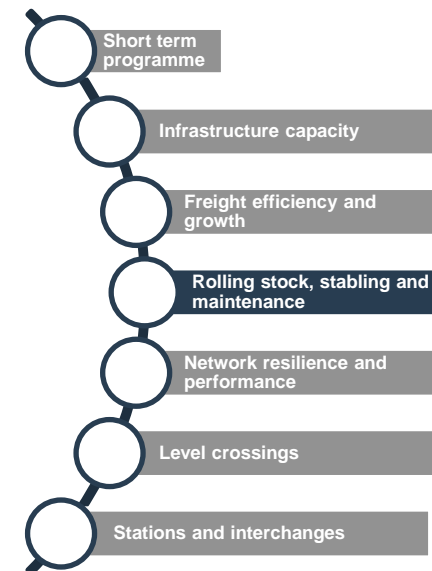 Short term
programme
Infrastructure capacity
Freight efficiency and
growth
Rolling stock, stabling and
maintenance
Network resilience and
performance
Level crossings
Stations and interchanges